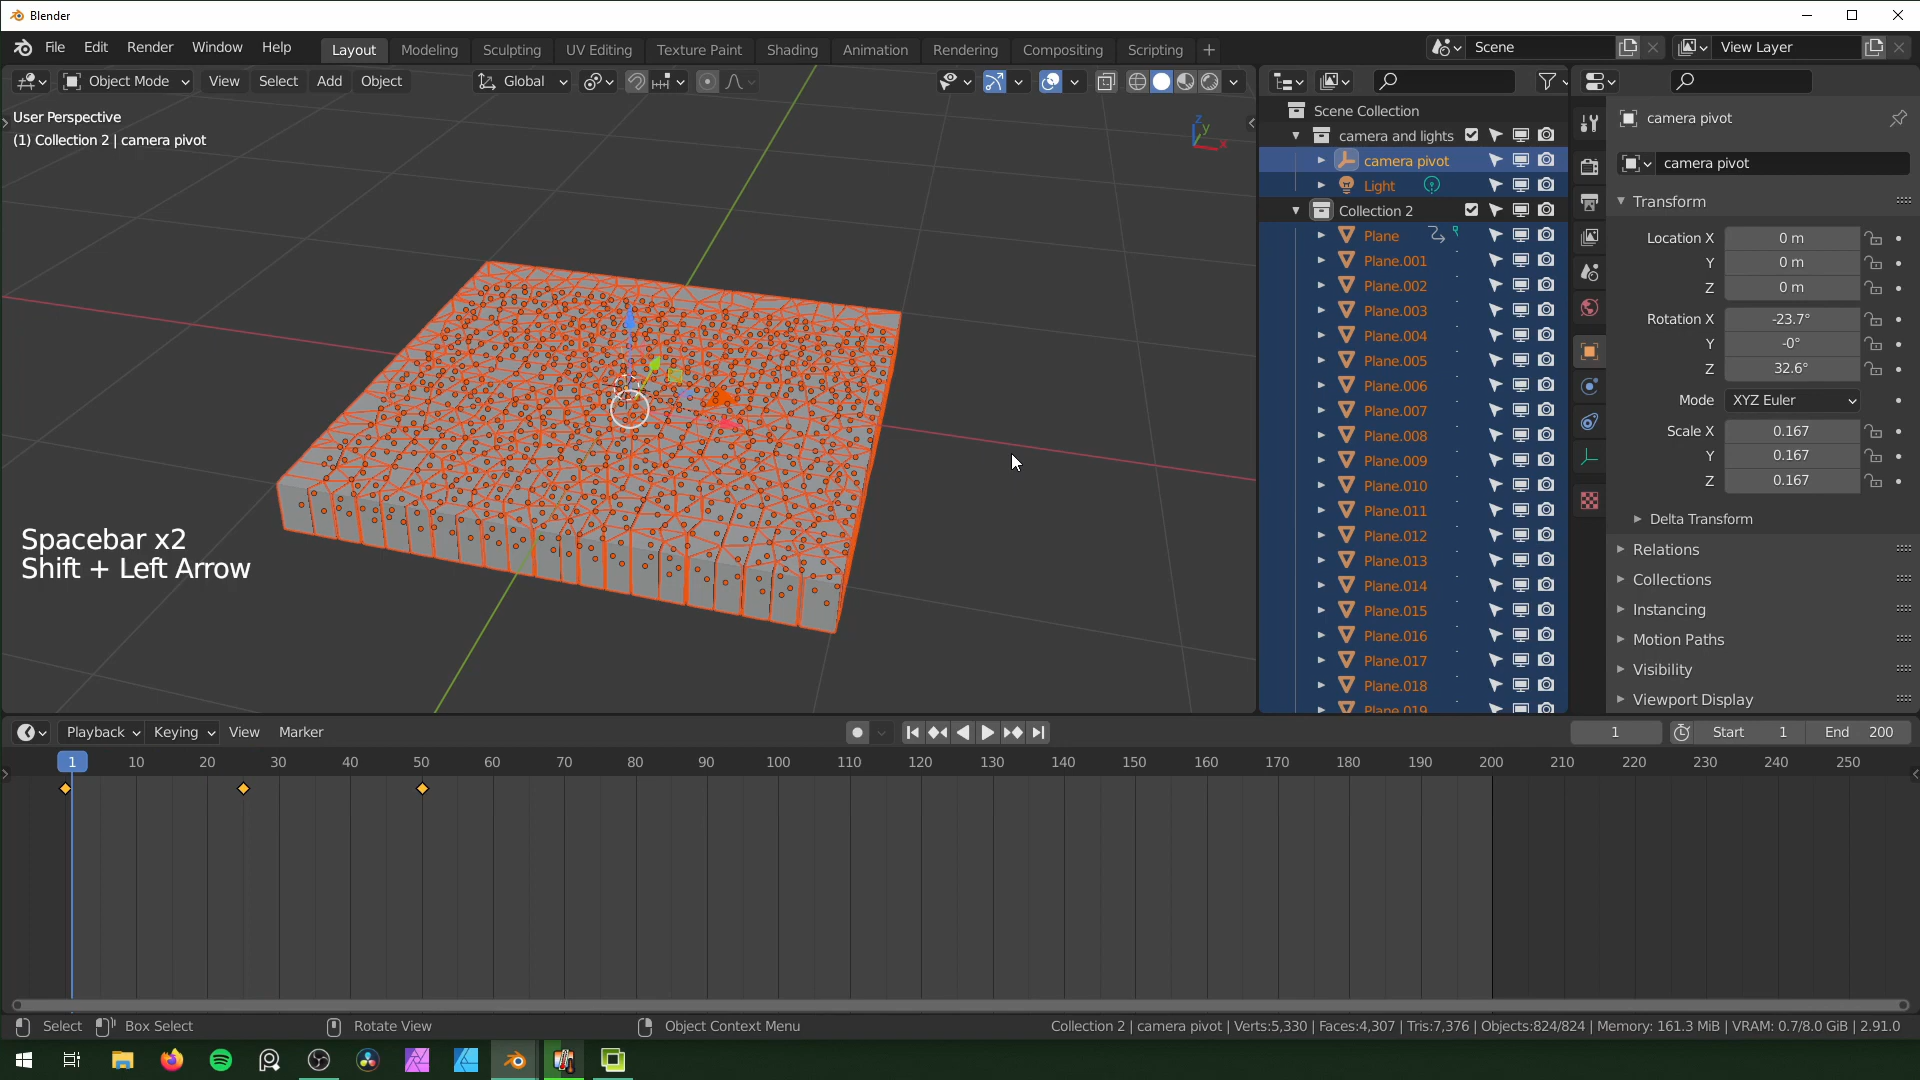 Blender
File Edit Render Window Help Layout Modeling Sculpting UV Editing Texture Paint Shading Animation Rendering Compositing Scripting + Scene View Layer
Object Mode View Select Add Object Global
User Perspective
(1) Collection 2 | camera pivot
Z Y X
Spacebar x2
Shift + Left Arrow
Scene Collection
camera and lights
camera pivot
Light
Collection 2
Plane
Plane.001
Plane.002
Plane.003
Plane.004
Plane.005
Plane.006
Plane.007
Plane.008
Plane.009
Plane.010
Plane.011
Plane.012
Plane.013
Plane.014
Plane.015
Plane.016
Plane.017
Plane.018
Plane.019
camera pivot
camera pivot
Transform
Location X 0 m
Y 0 m
Z 0 m
Rotation X -23.7°
Y -0°
Z 32.6°
Mode XYZ Euler
Scale X 0.167
Y 0.167
Z 0.167
Delta Transform
Relations
Collections
Instancing
Motion Paths
Visibility
Viewport Display
Playback Keying View Marker 1 Start 1 End 200
1 10 20 30 40 50 60 70 80 90 100 110 120 130 140 150 160 170 180 190 200 210 220 230 240 250
Select Box Select Rotate View Object Context Menu Collection 2 | camera pivot | Verts:5,330 | Faces:4,307 | Tris:7,376 | Objects:824/824 | Memory: 161.3 MiB | VRAM: 0.7/8.0 GiB | 2.91.0